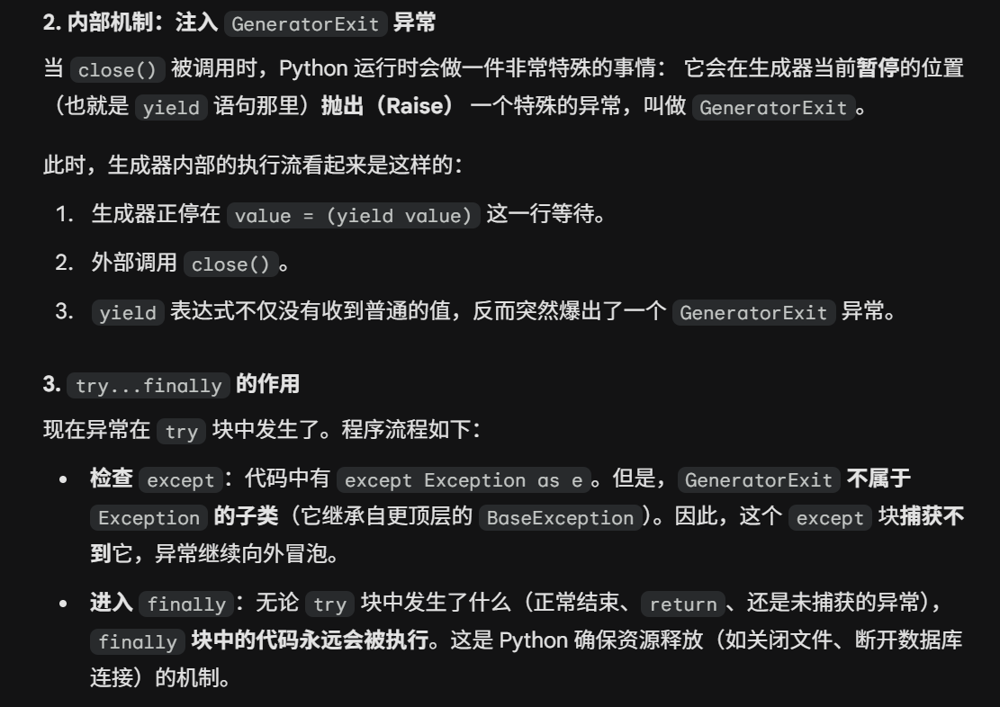 2. 内部机制：注入 GeneratorExit 异常
当 close() 被调用时，Python 运行时会做一件非常特殊的事情： 它会在生成器当前暂停的位置
（也就是 yield 语句那里）抛出（Raise） 一个特殊的异常，叫做 GeneratorExit。
此时，生成器内部的执行流看起来是这样的：
1. 生成器正停在 value = (yield value) 这一行等待。
2. 外部调用 close()。
3. yield 表达式不仅没有收到普通的值，反而突然爆出了一个 GeneratorExit 异常。
3. try...finally 的作用
现在异常在 try 块中发生了。程序流程如下：
• 检查 except：代码中有 except Exception as e。但是，GeneratorExit 不属于
Exception 的子类（它继承自更顶层的 BaseException）。因此，这个 except 块捕获不
到它，异常继续向外冒泡。
• 进入 finally：无论 try 块中发生了什么（正常结束、return、还是未捕获的异常），
finally 块中的代码永远会被执行。这是 Python 确保资源释放（如关闭文件、断开数据库
连接）的机制。